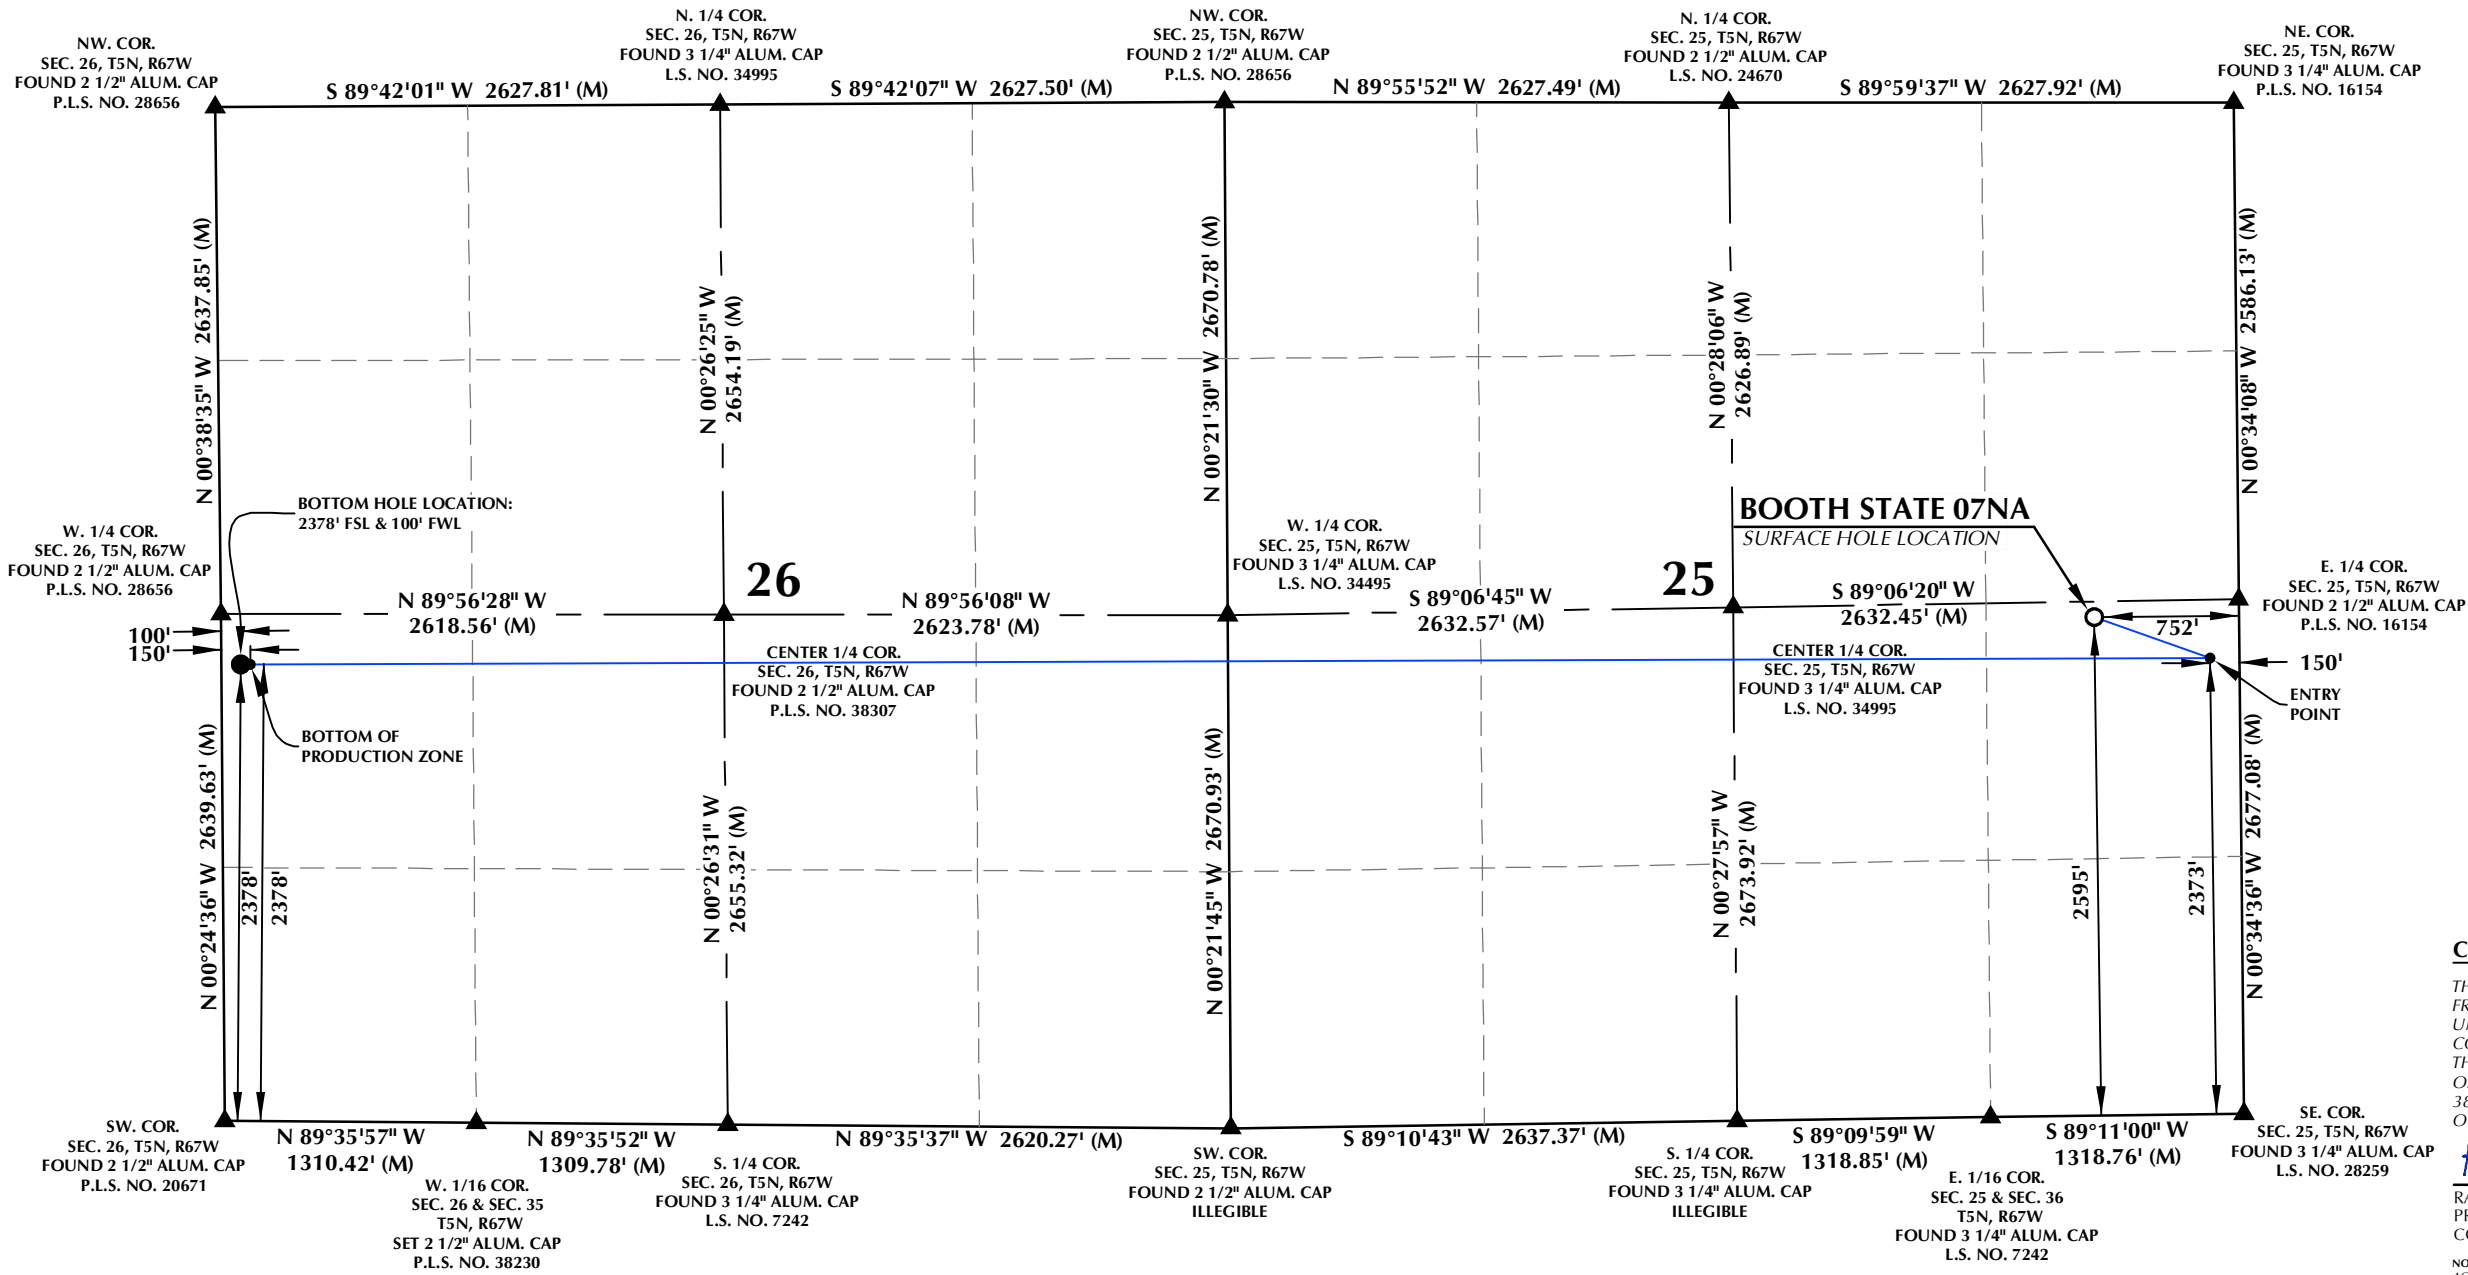 NW. COR.
SEC. 26, T5N, R67W
FOUND 2 1/2" ALUM. CAP
P.L.S. NO. 28656
N. 1/4 COR.
SEC. 26, T5N, R67W
FOUND 3 1/4" ALUM. CAP
L.S. NO. 34995
NW. COR.
SEC. 25, T5N, R67W
FOUND 2 1/2" ALUM. CAP
P.L.S. NO. 28656
N. 1/4 COR.
SEC. 25, T5N, R67W
FOUND 2 1/2" ALUM. CAP
L.S. NO. 24670
NE. COR.
SEC. 25, T5N, R67W
FOUND 3 1/4" ALUM. CAP
P.L.S. NO. 16154
S 89°42'01" W 2627.81' (M)
S 89°42'07" W 2627.50' (M)
N 89°55'52" W 2627.49' (M)
S 89°59'37" W 2627.92' (M)
N 00°38'35" W 2637.85' (M)
N 00°26'25" W
2654.19' (M)
N 00°21'30" W 2670.78' (M)
N 00°28'06" W
2626.89' (M)
N 00°34'08" W 2586.13' (M)
BOTTOM HOLE LOCATION:
2378' FSL & 100' FWL
BOOTH STATE 07NA
SURFACE HOLE LOCATION
W. 1/4 COR.
SEC. 26, T5N, R67W
FOUND 2 1/2" ALUM. CAP
P.L.S. NO. 28656
26
W. 1/4 COR.
SEC. 25, T5N, R67W
FOUND 3 1/4" ALUM. CAP
L.S. NO. 34495
25
E. 1/4 COR.
SEC. 25, T5N, R67W
FOUND 2 1/2" ALUM. CAP
P.L.S. NO. 16154
N 89°56'28" W
2618.56' (M)
N 89°56'08" W
2623.78' (M)
S 89°06'45" W
2632.57' (M)
S 89°06'20" W
2632.45' (M)
752'
100'
150'
150'
CENTER 1/4 COR.
SEC. 26, T5N, R67W
FOUND 2 1/2" ALUM. CAP
P.L.S. NO. 38307
CENTER 1/4 COR.
SEC. 25, T5N, R67W
FOUND 3 1/4" ALUM. CAP
L.S. NO. 34995
ENTRY
POINT
BOTTOM OF
PRODUCTION ZONE
N 00°24'36" W 2639.63' (M)
2378'
2378'
N 00°26'31" W
2655.32' (M)
N 00°21'45" W 2670.93' (M)
N 00°27'57" W
2673.92' (M)
2595'
2373'
N 00°34'36" W 2677.08' (M)
SW. COR.
SEC. 26, T5N, R67W
FOUND 2 1/2" ALUM. CAP
P.L.S. NO. 20671
N 89°35'57" W
1310.42' (M)
N 89°35'52" W
1309.78' (M)
N 89°35'37" W 2620.27' (M)
S 89°10'43" W 2637.37' (M)
S 89°09'59" W
1318.85' (M)
S 89°11'00" W
1318.76' (M)
W. 1/16 COR.
SEC. 26 & SEC. 35
T5N, R67W
SET 2 1/2" ALUM. CAP
P.L.S. NO. 38230
S. 1/4 COR.
SEC. 26, T5N, R67W
FOUND 3 1/4" ALUM. CAP
L.S. NO. 7242
SW. COR.
SEC. 25, T5N, R67W
FOUND 2 1/2" ALUM. CAP
ILLEGIBLE
S. 1/4 COR.
SEC. 25, T5N, R67W
FOUND 3 1/4" ALUM. CAP
ILLEGIBLE
E. 1/16 COR.
SEC. 25 & SEC. 36
T5N, R67W
FOUND 3 1/4" ALUM. CAP
L.S. NO. 7242
SE. COR.
SEC. 25, T5N, R67W
FOUND 3 1/4" ALUM. CAP
L.S. NO. 28259